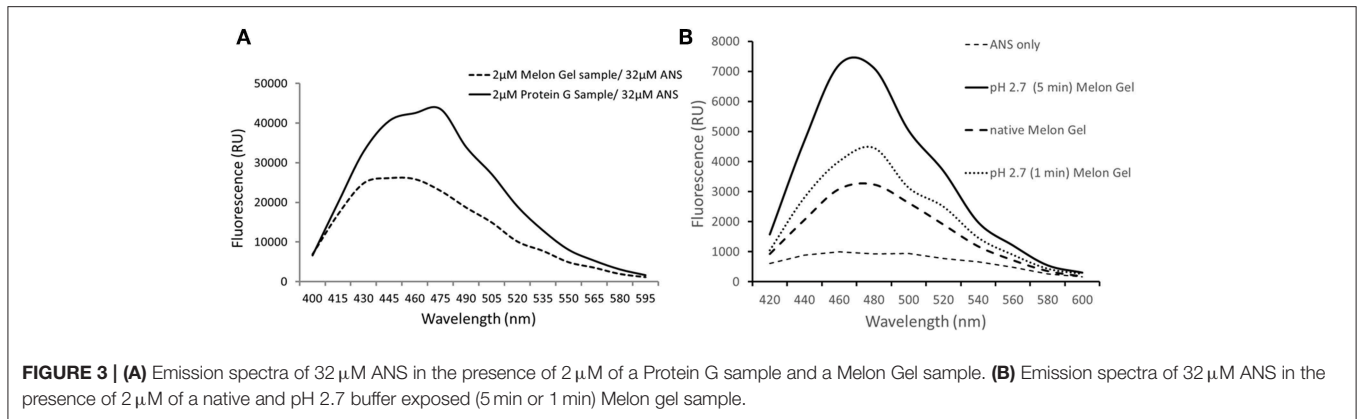 A
2μM Melon Gel sample/ 32μM ANS
2μM Protein G Sample/ 32μM ANS
Fluorescence (RU)
50000
40000
30000
20000
10000
0
400 415 430 445 460 475 490 505 520 535 550 565 580 595
Wavelength (nm)
B
ANS only
pH 2.7 (5 min) Melon Gel
native Melon Gel
pH 2.7 (1 min) Melon Gel
Fluorescence (RU)
8000
7000
6000
5000
4000
3000
2000
1000
0
420 440 460 480 500 520 540 560 580 600
Wavelength (nm)
FIGURE 3 | (A) Emission spectra of 32 μM ANS in the presence of 2 μM of a Protein G sample and a Melon Gel sample. (B) Emission spectra of 32 μM ANS in the
presence of 2 μM of a native and pH 2.7 buffer exposed (5 min or 1 min) Melon gel sample.